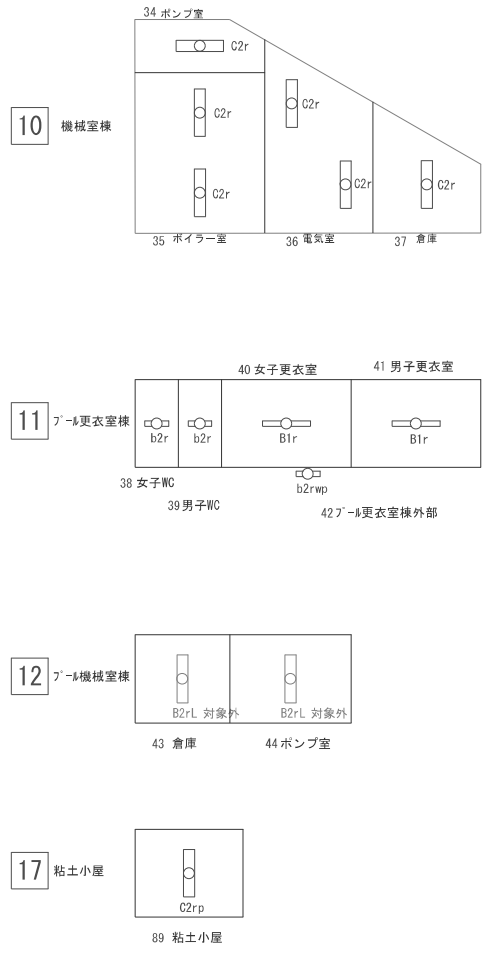 34 ポンプ室
C2r
10 機械室棟
C2r
C2r
C2r
C2r
C2r
35 ボイラー室
36 電気室
37 倉庫
40 女子更衣室
41 男子更衣室
11 プール更衣室棟
b2r
b2r
B1r
B1r
38 女子WC
39 男子WC
b2rwp
42 プール更衣室棟外部
12 プール機械室棟
B2rL 対象外
B2rL 対象外
43 倉庫
44 ポンプ室
17 粘土小屋
C2rp
89 粘土小屋